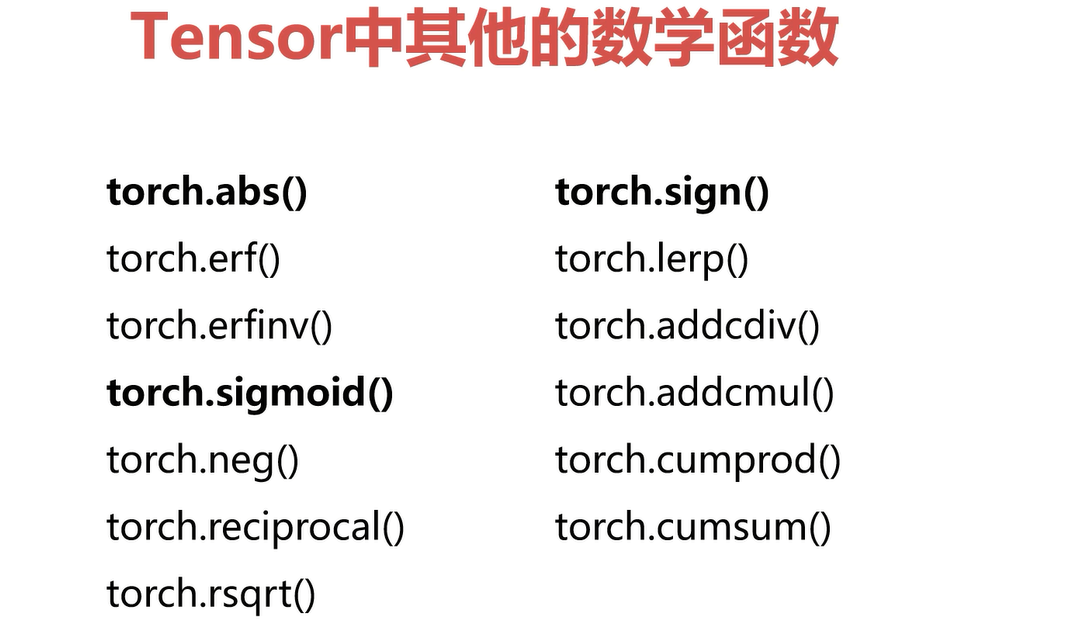 Tensor中其他的数学函数
torch.abs()
torch.erf()
torch.erfinv()
torch.sigmoid()
torch.neg()
torch.reciprocal()
torch.rsqrt()
torch.sign()
torch.lerp()
torch.addcdiv()
torch.addcmul()
torch.cumprod()
torch.cumsum()